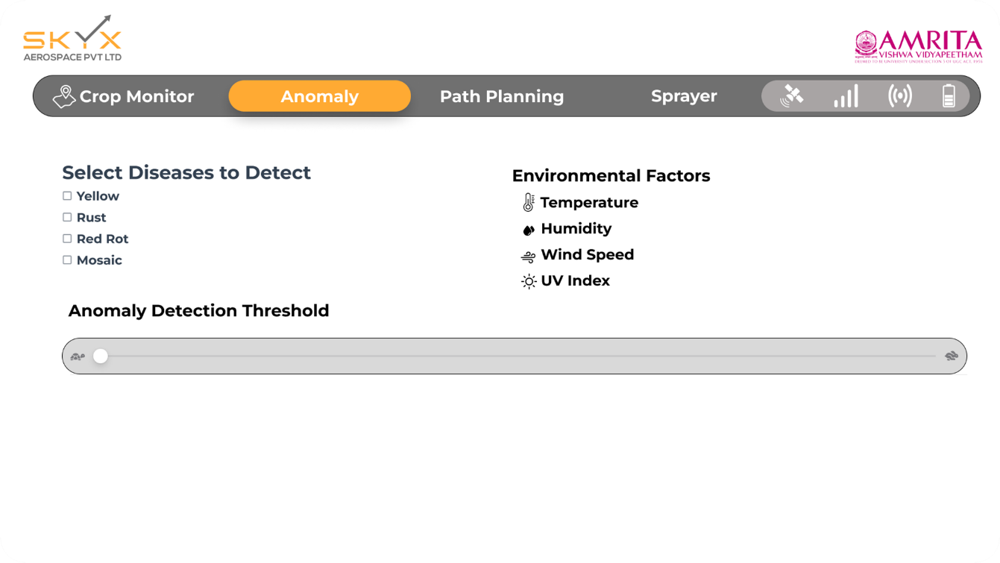 SKYX
AEROSPACE PVT LTD
AMRITA
VISHWA VIDYAPEETHAM
DEEMED TO BE UNIVERSITY UNDER SECTION 3 OF UGC ACT, 1956
Crop Monitor
Anomaly
Path Planning
Sprayer
Select Diseases to Detect
Yellow
Rust
Red Rot
Mosaic
Environmental Factors
Temperature
Humidity
Wind Speed
UV Index
Anomaly Detection Threshold